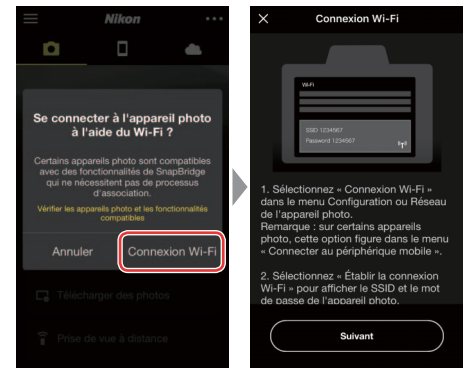 Nikon
Se connecter à l'appareil photo
à l'aide du Wi-Fi ?
Certains appareils photo sont compatibles
avec des fonctionnalités de SnapBridge
qui ne nécessitent pas de processus
d'association.
Vérifier les appareils photo et les fonctionnalités
compatibles
Annuler
Connexion Wi-Fi
Télécharger des photos
Prise de vue à distance
Connexion Wi-Fi
Wi-Fi
SSID 1234567
Password 1234567
1. Sélectionnez « Connexion Wi-Fi »
dans le menu Configuration ou Réseau
de l'appareil photo.
Remarque : sur certains appareils
photo, cette option figure dans le menu
« Connecter au périphérique mobile ».
2. Sélectionnez « Établir la connexion
Wi-Fi » pour afficher le SSID et le mot
de passe de l'appareil photo.
Suivant